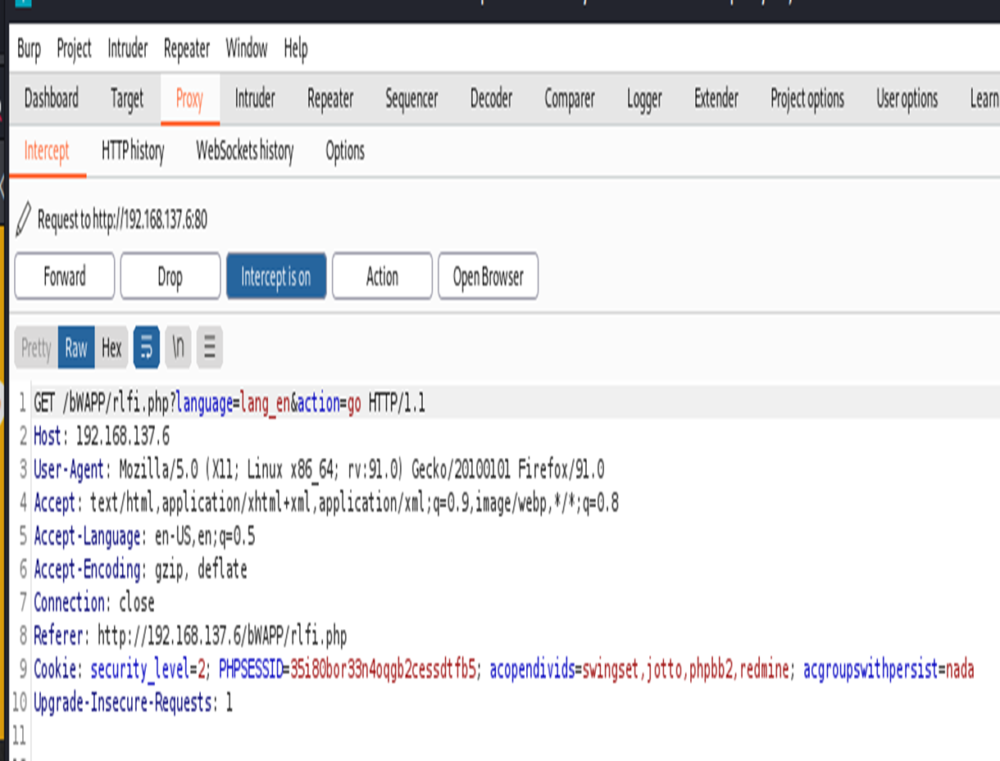 Burp Project Intruder Repeater Window Help
Dashboard Target Proxy Intruder Repeater Sequencer Decoder Comparer Logger Extender Project options User options Learn
Intercept HTTP history WebSockets history Options
Request to http://192.168.137.6:80
Forward Drop Intercept is on Action Open Browser
Pretty Raw Hex \n
1 GET /bWAPP/rlfi.php?language=lang_en&action=go HTTP/1.1
2 Host: 192.168.137.6
3 User-Agent: Mozilla/5.0 (X11; Linux x86_64; rv:91.0) Gecko/20100101 Firefox/91.0
4 Accept: text/html,application/xhtml+xml,application/xml;q=0.9,image/webp,*/*;q=0.8
5 Accept-Language: en-US,en;q=0.5
6 Accept-Encoding: gzip, deflate
7 Connection: close
8 Referer: http://192.168.137.6/bWAPP/rlfi.php
9 Cookie: security_level=2; PHPSESSID=35i80bor33n4oqgb2cessdtfb5; acopendivids=swingset,jotto,phpbb2,redmine; acgroupswithpersist=nada
10 Upgrade-Insecure-Requests: 1
11